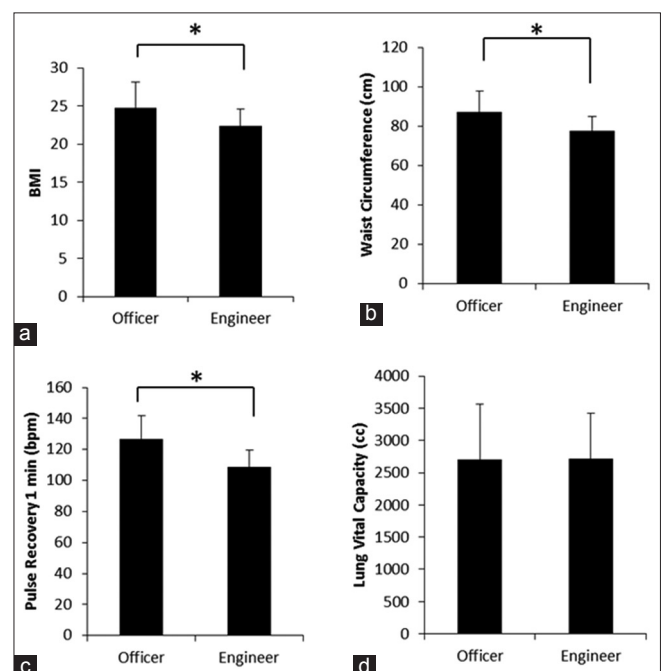 *
30
25
20
15
10
5
0
BMI
Officer Engineer
a
*
120
100
80
60
40
20
0
Waist Circumference (cm)
Officer Engineer
b
*
160
140
120
100
80
60
40
20
0
Pulse Recovery 1 min (bpm)
Officer Engineer
c
4000
3500
3000
2500
2000
1500
1000
500
0
Lung Vital Capacity (cc)
Officer Engineer
d